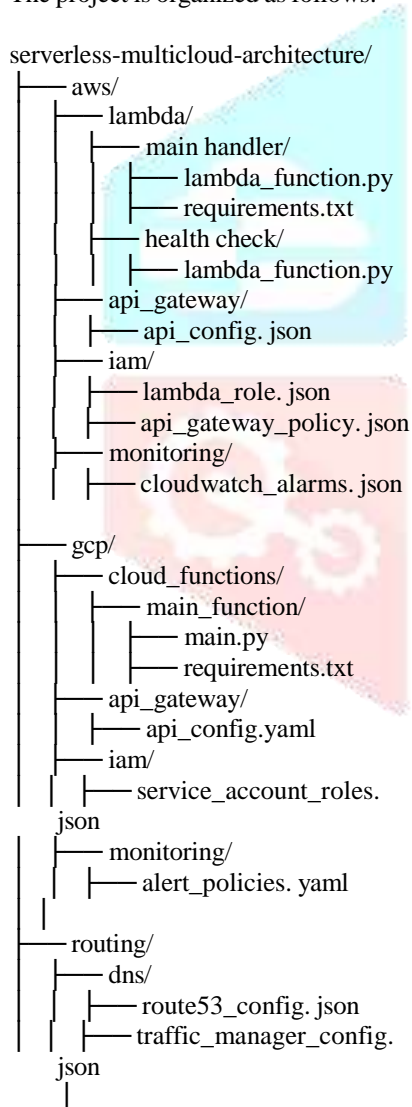 The project is organized as follows:
serverless-multicloud-architecture/
├── aws/
│ ├── lambda/
│ │ ├── main handler/
│ │ │ ├── lambda_function.py
│ │ │ ├── requirements.txt
│ │ ├── health check/
│ │ │ ├── lambda_function.py
│ ├── api_gateway/
│ │ ├── api_config. json
│ ├── iam/
│ │ ├── lambda_role. json
│ │ ├── api_gateway_policy. json
│ ├── monitoring/
│ │ ├── cloudwatch_alarms. json
│
├── gcp/
│ ├── cloud_functions/
│ │ ├── main_function/
│ │ │ ├── main.py
│ │ │ ├── requirements.txt
│ ├── api_gateway/
│ │ ├── api_config.yaml
│ ├── iam/
│ │ ├── service_account_roles.
json
│ ├── monitoring/
│ │ ├── alert_policies. yaml
│
├── routing/
│ ├── dns/
│ │ ├── route53_config. json
│ │ ├── traffic_manager_config.
json
│